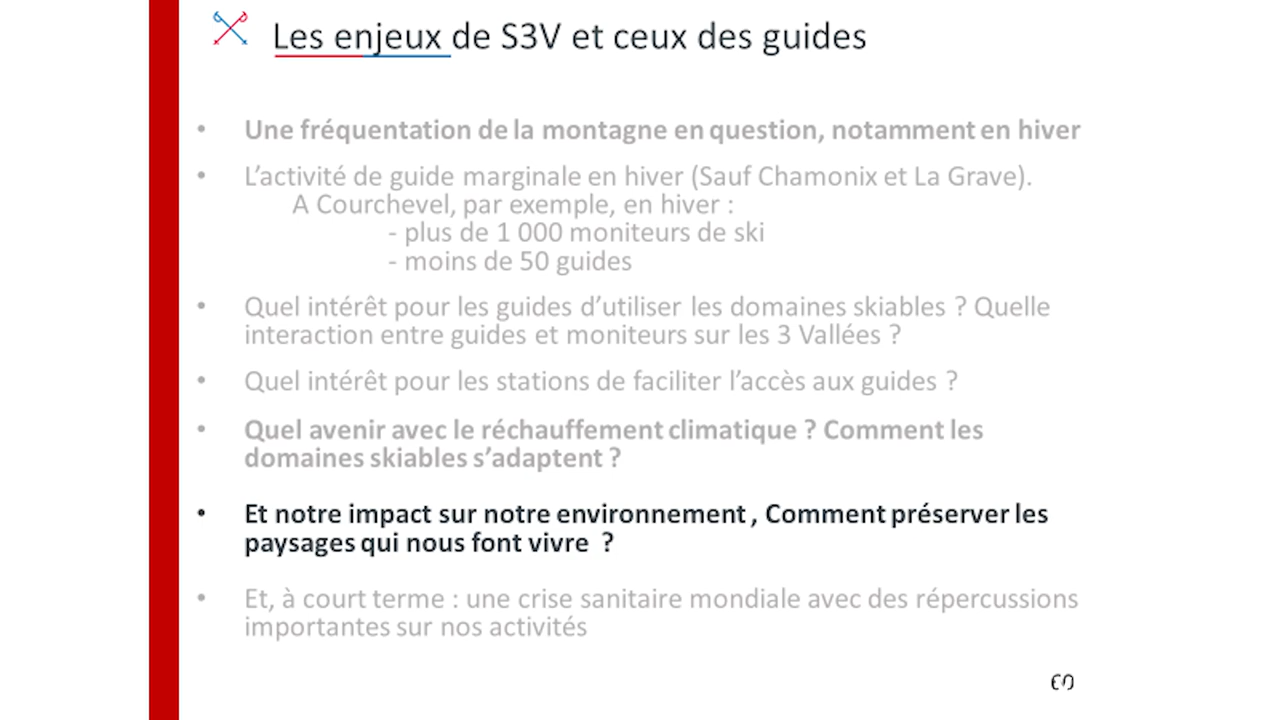 Les enjeux de S3V et ceux des guides
• Une fréquentation de la montagne en question, notamment en hiver
• L’activité de guide marginale en hiver (Sauf Chamonix et La Grave).
A Courchevel, par exemple, en hiver :
- plus de 1 000 moniteurs de ski
- moins de 50 guides
• Quel intérêt pour les guides d’utiliser les domaines skiables ? Quelle
interaction entre guides et moniteurs sur les 3 Vallées ?
• Quel intérêt pour les stations de faciliter l’accès aux guides ?
• Quel avenir avec le réchauffement climatique ? Comment les
domaines skiables s’adaptent ?
• Et notre impact sur notre environnement , Comment préserver les
paysages qui nous font vivre ?
• Et, à court terme : une crise sanitaire mondiale avec des répercussions
importantes sur nos activités